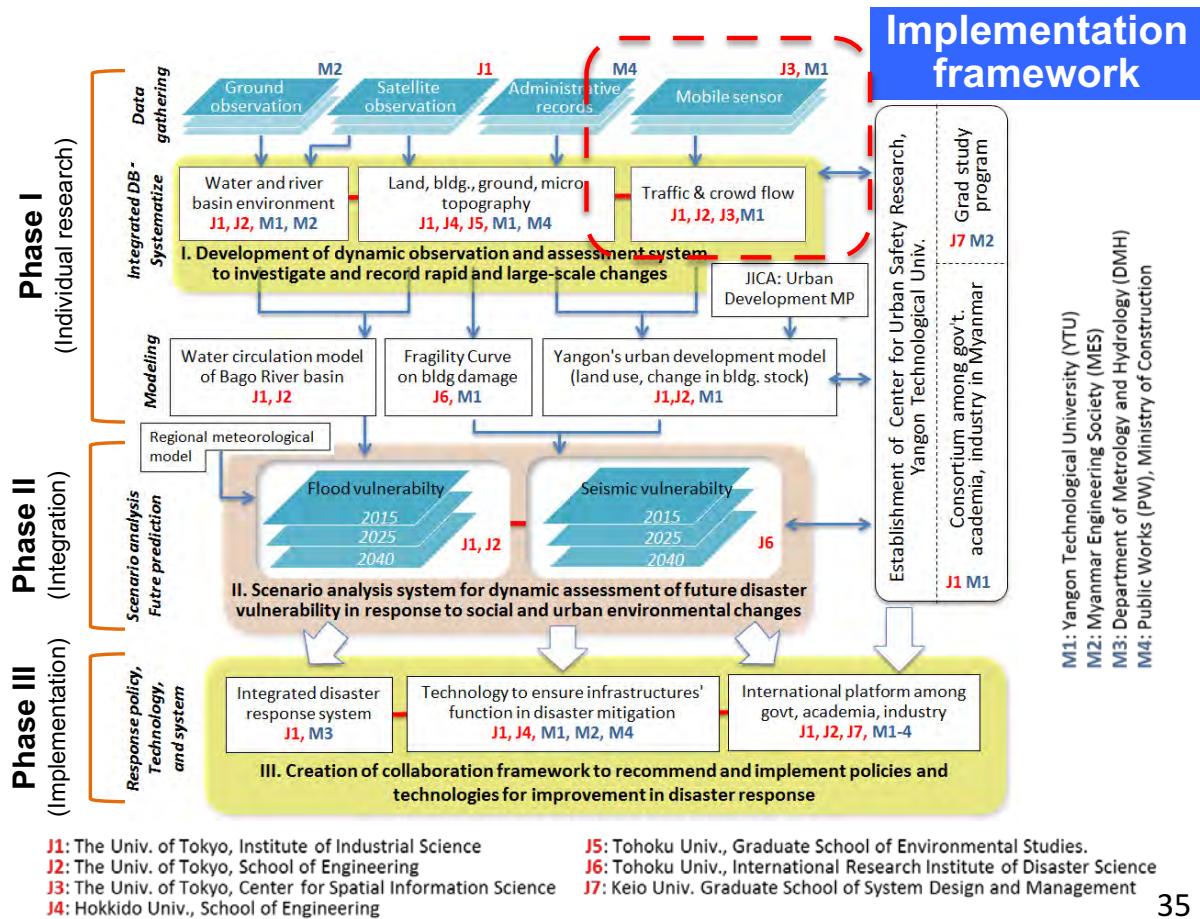 Implementation
framework
Phase I
(Individual research)
Data
gathering
M2
Ground
observation
J1
Satellite
observation
M4
Administrative
records
J3, M1
Mobile sensor
Integrated DB-
Systematize
Water and river
basin environment
J1, J2, M1, M2
Land, bldg., ground, micro
topography
J1, J4, J5, M1, M4
Traffic & crowd flow
J1, J2, J3,M1
I. Development of dynamic observation and assessment system
to investigate and record rapid and large-scale changes
JICA: Urban
Development MP
Modeling
Water circulation model
of Bago River basin
J1, J2
Fragility Curve
on bldg damage
J6, M1
Yangon's urban development model
(land use, change in bldg. stock)
J1,J2, M1
Establishment of Center for Urban Safety Research,
Yangon Technological Univ.
Grad study
program
J7 M2
Consortium among gov't.
academia, industry in Myanmar
J1 M1
M1: Yangon Technological University (YTU)
M2: Myanmar Engineering Society (MES)
M3: Department of Metrology and Hydrology (DMH)
M4: Public Works (PW), Ministry of Construction
Phase II
(Integration)
Scenario analysis
Futre prediction
Regional meteorological
model
Flood vulnerabilty
2015
2025
2040
J1, J2
Seismic vulnerabilty
2015
2025
2040
J6
II. Scenario analysis system for dynamic assessment of future disaster
vulnerability in response to social and urban environmental changes
Phase III
(Implementation)
Response policy,
Technology,
and system
Integrated disaster
response system
J1, M3
Technology to ensure infrastructures'
function in disaster mitigation
J1, J4, M1, M2, M4
International platform among
govt, academia, industry
J1, J2, J7, M1-4
III. Creation of collaboration framework to recommend and implement policies and
technologies for improvement in disaster response
J1: The Univ. of Tokyo, Institute of Industrial Science
J2: The Univ. of Tokyo, School of Engineering
J3: The Univ. of Tokyo, Center for Spatial Information Science
J4: Hokkido Univ., School of Engineering
J5: Tohoku Univ., Graduate School of Environmental Studies.
J6: Tohoku Univ., International Research Institute of Disaster Science
J7: Keio Univ. Graduate School of System Design and Management
35